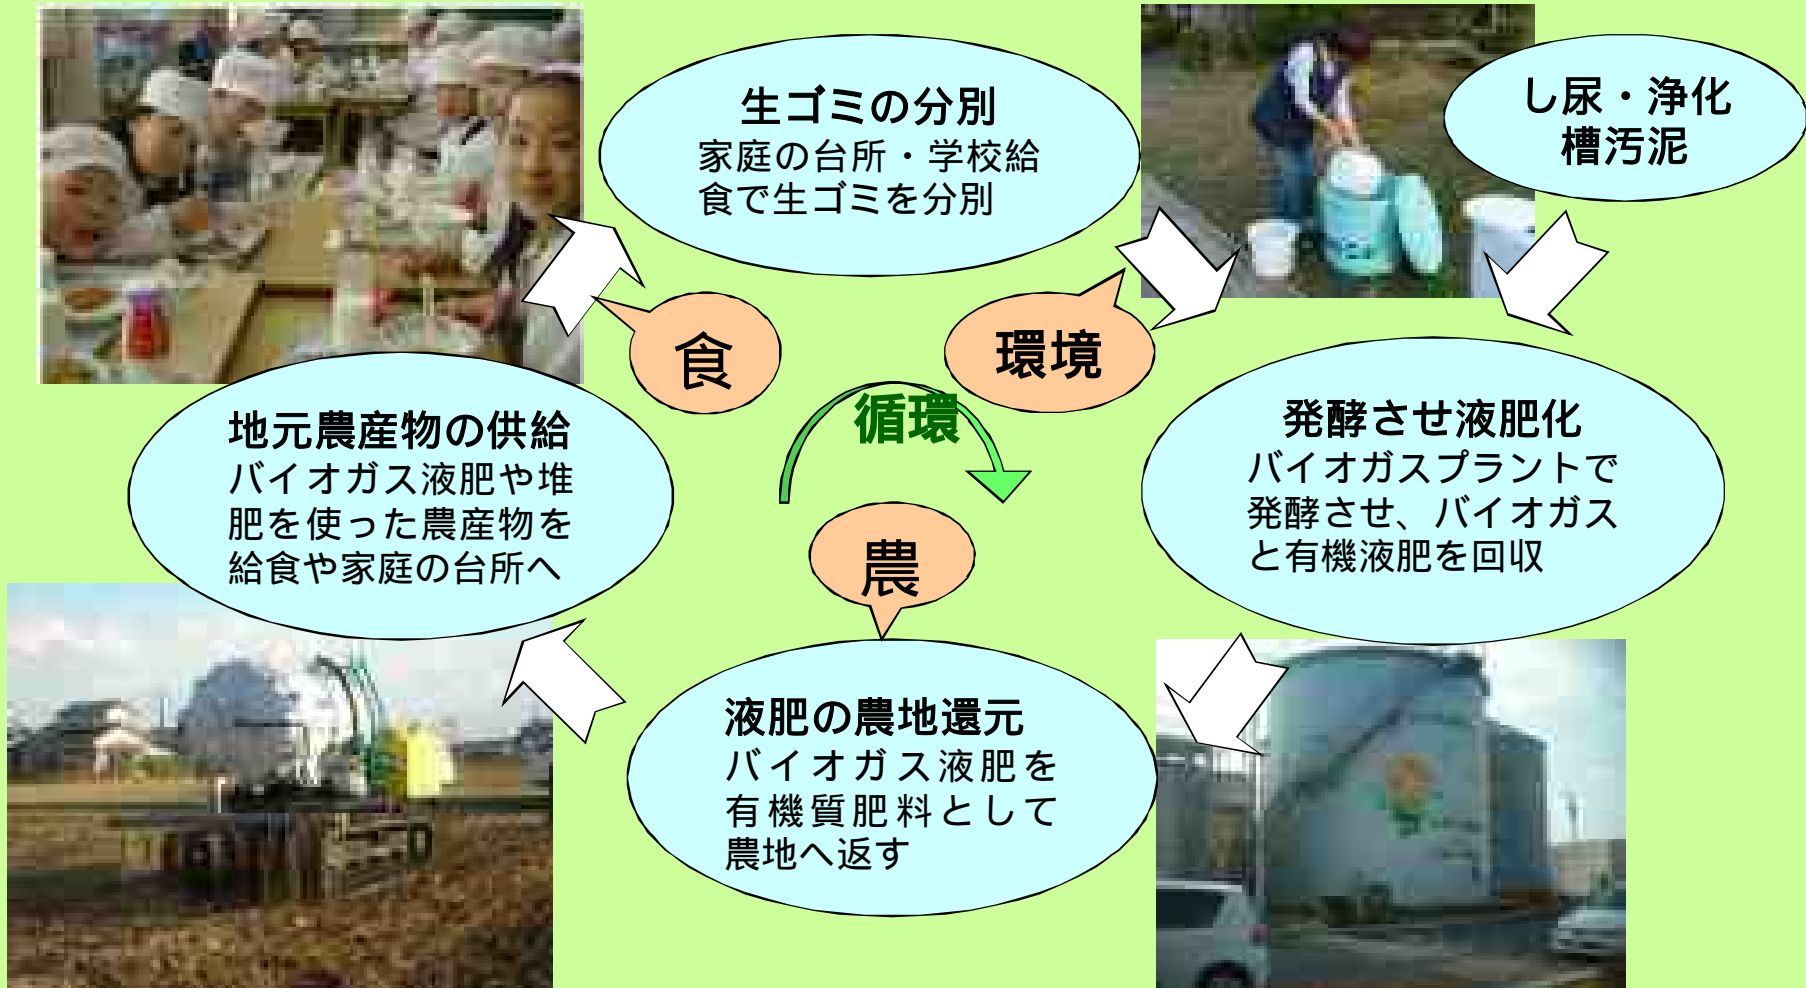 生ゴミの分別
家庭の台所・学校給
食で生ゴミを分別
し尿・浄化
槽汚泥
食
環境
循環
地元農産物の供給
バイオガス液肥や堆
肥を使った農産物を
給食や家庭の台所へ
発酵させ液肥化
バイオガスプラントで
発酵させ、バイオガス
と有機液肥を回収
農
液肥の農地還元
バイオガス液肥を
有機質肥料として
農地へ返す